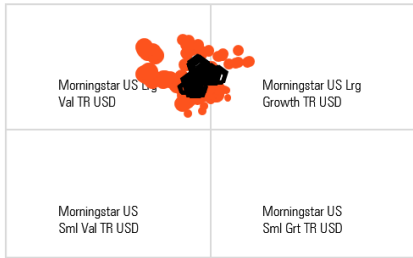 Morningstar US Lrg
Val TR USD
Morningstar US Lrg
Growth TR USD
Morningstar US
Sml Val TR USD
Morningstar US
Sml Grt TR USD